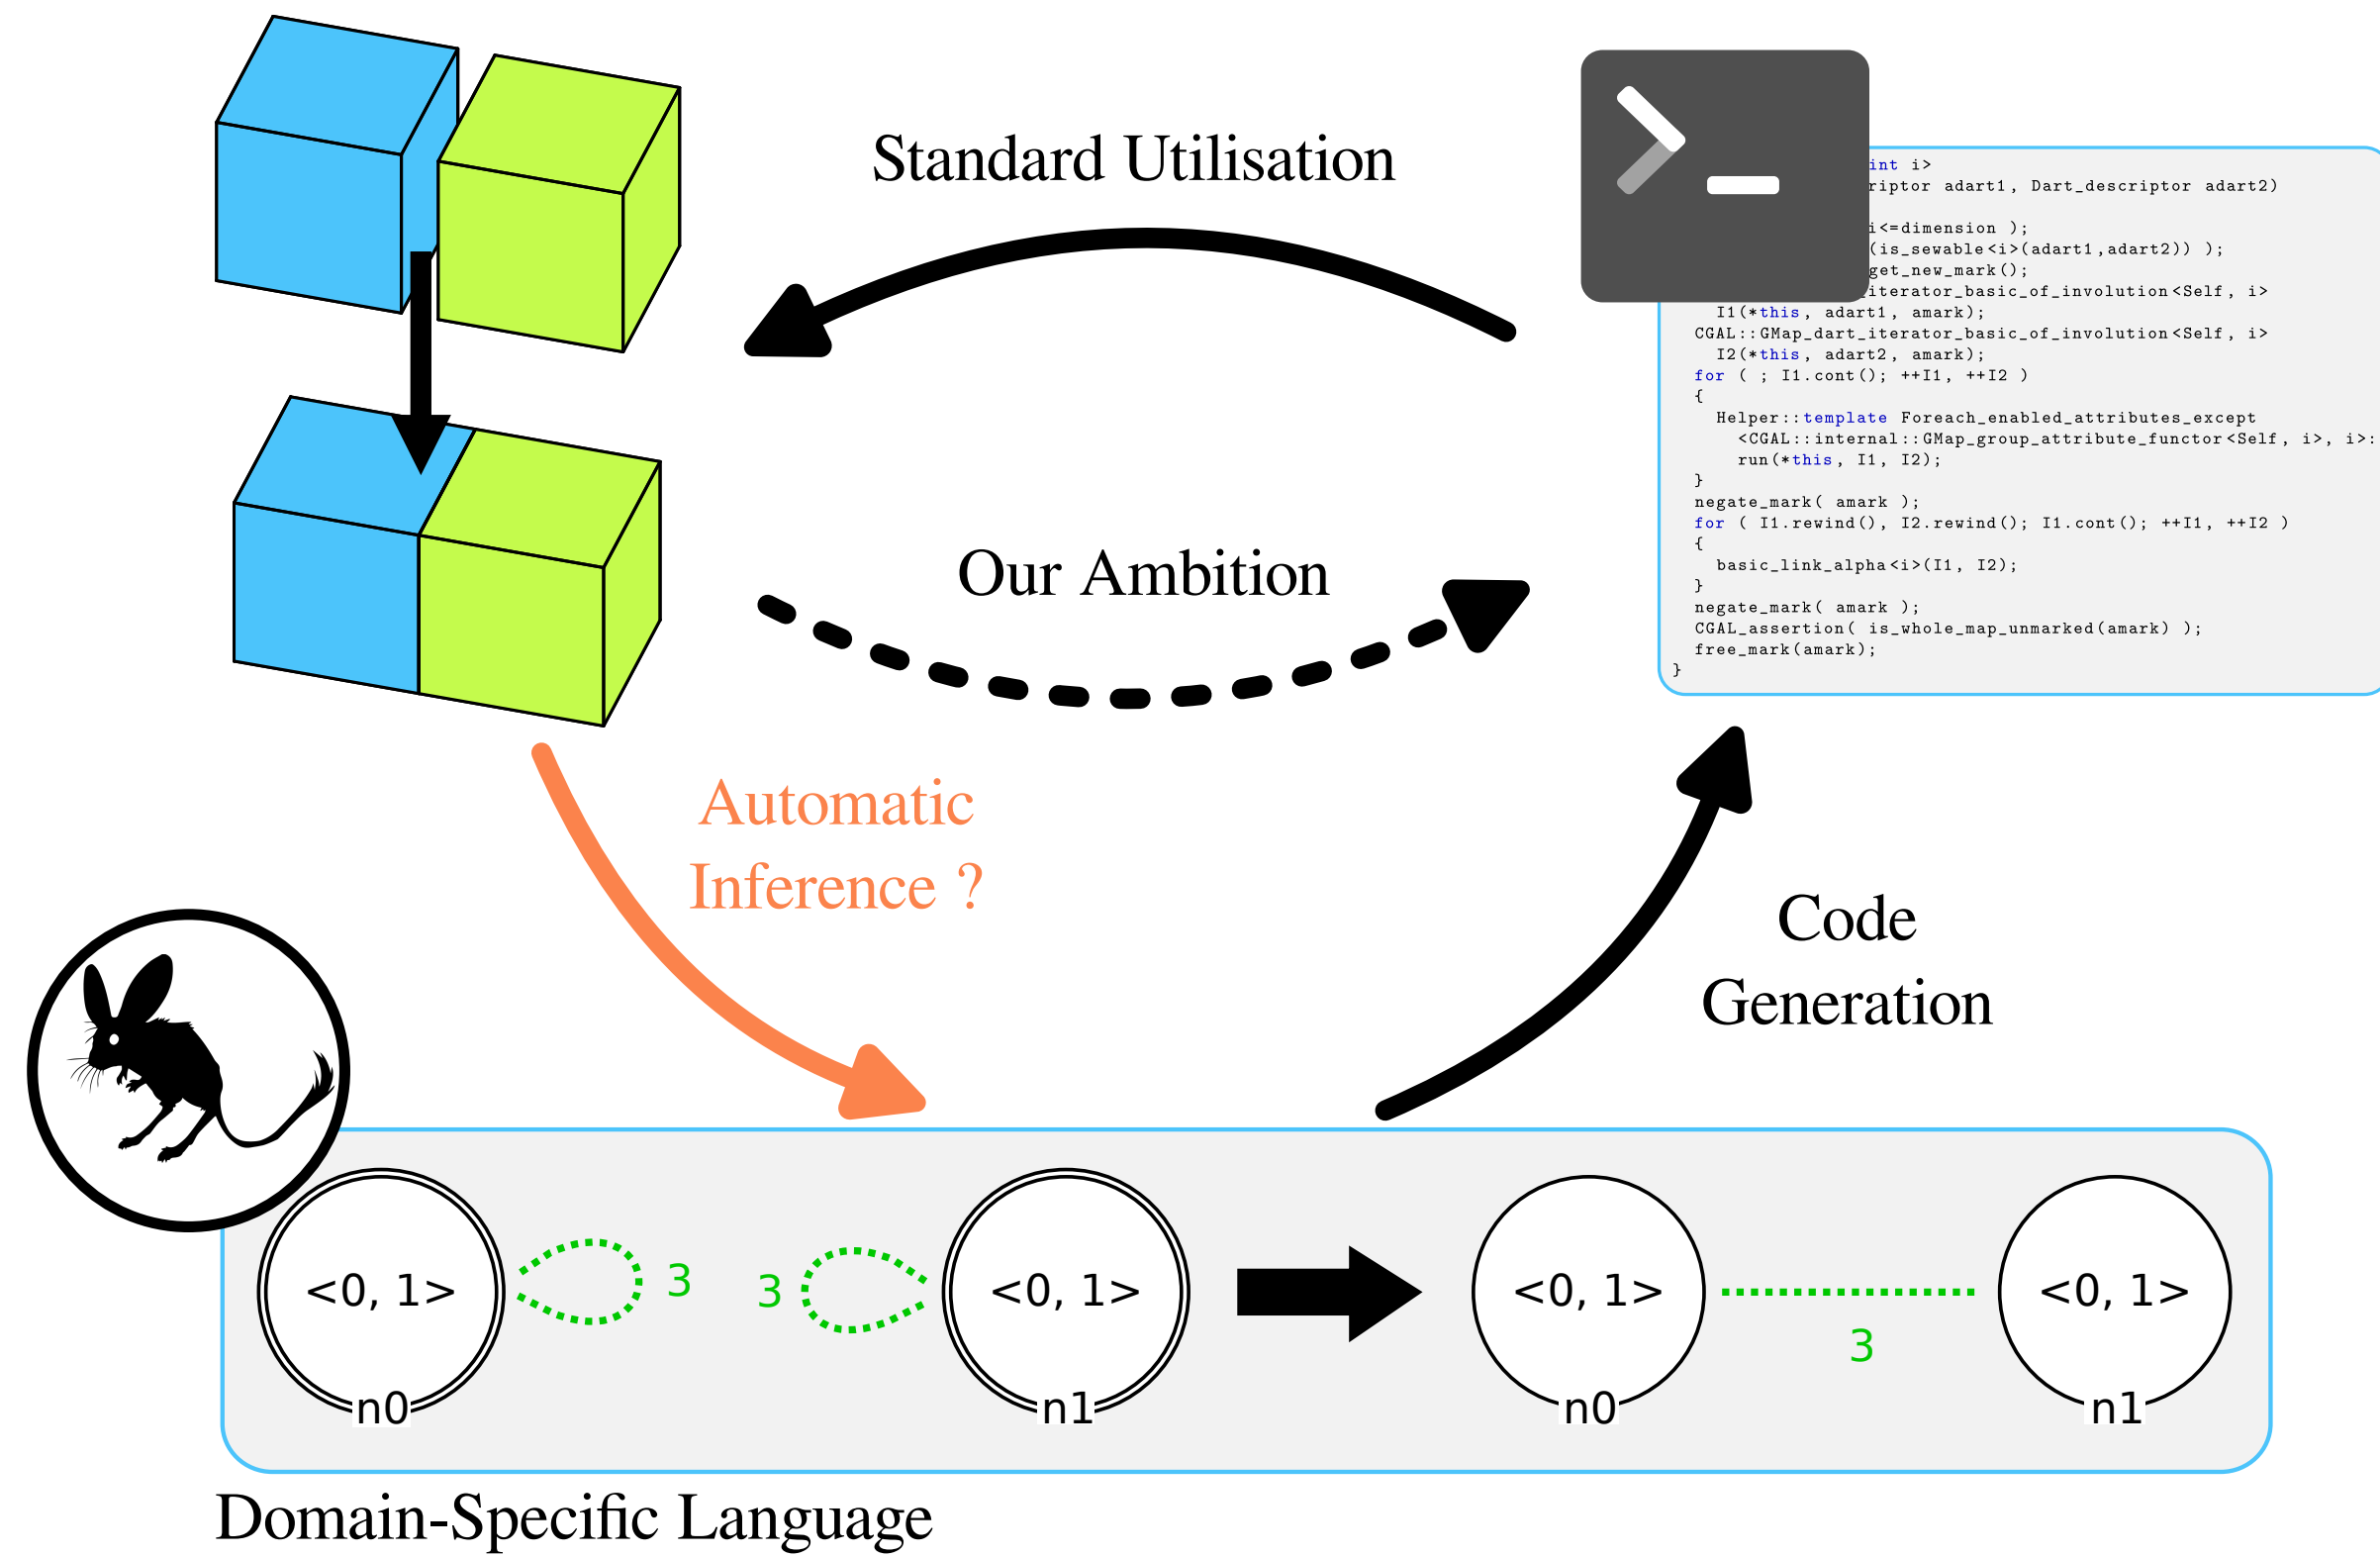 Standard Utilisation
int i>
riptor adart1, Dart_descriptor adart2)
i<=dimension );
(is_sewable<i>(adart1,adart2)) );
get_new_mark();
_iterator_basic_of_involution<Self, i>
I1(*this, adart1, amark);
CGAL::GMap_dart_iterator_basic_of_involution<Self, i>
I2(*this, adart2, amark);
for ( ; I1.cont(); ++I1, ++I2 )
{
Helper::template Foreach_enabled_attributes_except
<CGAL::internal::GMap_group_attribute_functor<Self, i>, i>:
run(*this, I1, I2);
}
negate_mark( amark );
for ( I1.rewind(), I2.rewind(); I1.cont(); ++I1, ++I2 )
{
basic_link_alpha<i>(I1, I2);
}
negate_mark( amark );
CGAL_assertion( is_whole_map_unmarked(amark) );
free_mark(amark);
}
Our Ambition
Automatic
Inference ?
Code
Generation
<0, 1> 3 3 <0, 1> <0, 1> 3 <0, 1>
n0 n1 n0 n1
Domain-Specific Language